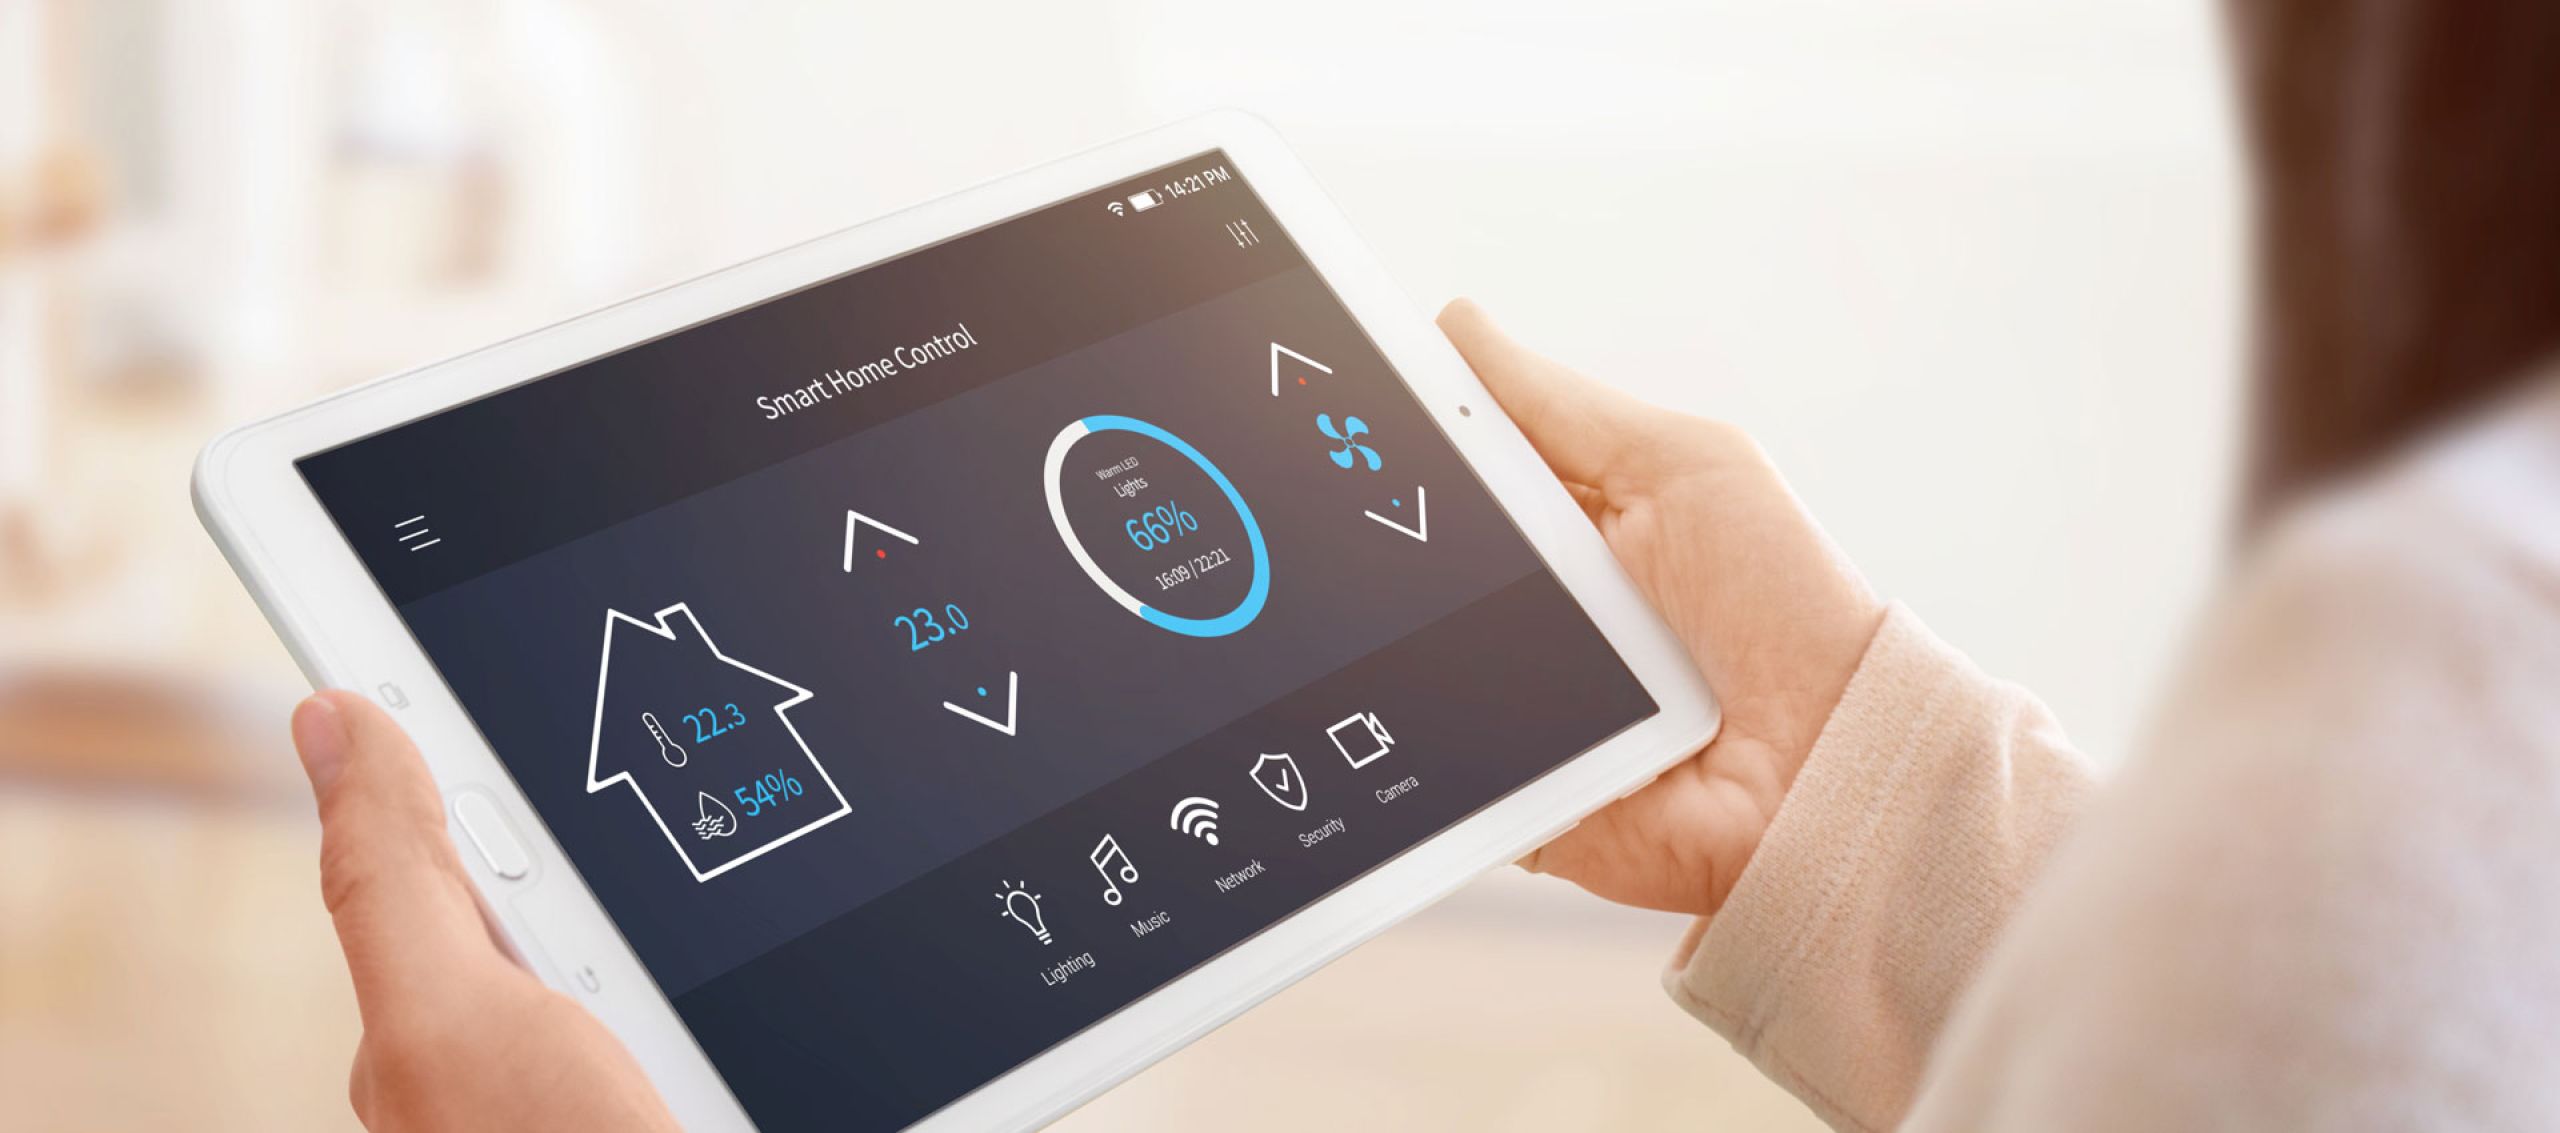 14:21 PM
Smart Home Control
22.3
54%
23.0
Warm LED
Lights
66%
16:09 / 22:21
Lighting
Music
Network
Security
Camera